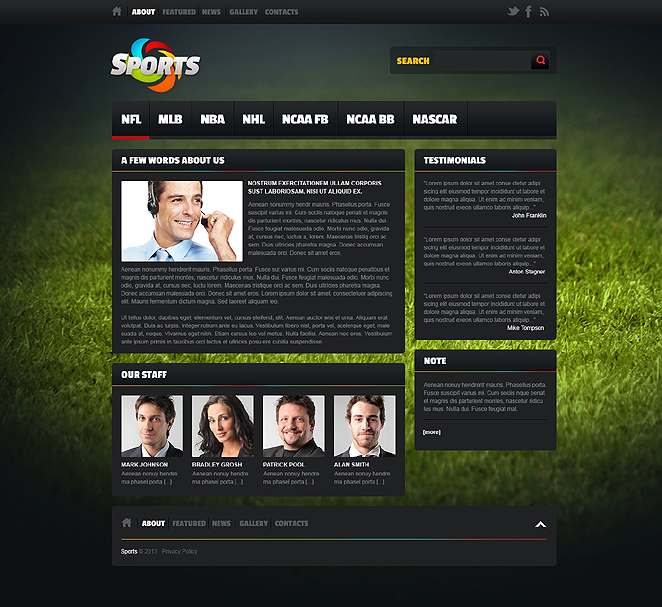 ABOUT FEATURED NEWS GALLERY CONTACTS
SPORTS
SEARCH
NFL MLB NBA NHL NCAA FB NCAA BB NASCAR
A FEW WORDS ABOUT US
NOSTRUM EXERCITATIONEM ULLAM CORPORIS
SUST LABORIOSAM, NISI UT ALIQUID EX.
Aenean nonummy hendr mauris. Phasellus porta. Fusce
suscipit varius mi. Cum sociis natoque penati et magnis
dis parturient montes, nascetur ridiculus mus. Nulla dui.
Fusce feugiat malesuada odio. Morbi nunc odio, gravida
at, cursus nec, luctus a, lorem. Maecenas tristiq orci ac
sem. Duis ultricies pharetra magna. Donec accumsan
malesuada orci. Donec sit amet eros.
Aenean nonummy hendrerit mauris. Phasellus porta. Fusce sut varius mi. Cum sociis natoque penatibus et
magnis dis parturient montes, nascetur ridiculus mus. Nulla dui. Fusce feugiat malesuada odio. Morbi nunc
odio, gravida at, cursus nec, luctu lorem. Maecenas tristique orci ac sem. Duis ultricies pharetra magna.
Donec accumsan malesuada orci. Donec sit amet eros. Lorem ipsum dolor sit amet, consectetuer adipiscing
elit. Mauris fermentum dictum magna. Sed laoreet aliquam leo.
Ut tellus dolor, dapibus eget, elementum vel, cursus eleifend, elit. Aenean auctor wisi et urna. Aliquam erat
volutpat. Duis ac turpis. Integer rutrum ante eu lacus. Vestibulum libero nisl, porta vel, scelerisque eget, male
suada at, neque. Vivamus eget nibh. Etiam cursus leo vel metus. Nulla facilisi. Aenean nec eros. Vestibulum
ante ipsum primis in faucibus orci luctus et ultrices posu ere cubilia suspendisse.
TESTIMONIALS
"Lorem ipsum dolor sit amet conse ctetur adipi
sicing elit eiusmod tempor incididunt ut labore et
dolore magna aliqua. Ut enim ac minim veniam,
quis nostrud execs ullamco laboris aliquip..."
John Franklin
"Lorem ipsum dolor sit amet conse ctetur adipi
sicing elit eiusmod tempor incididunt ut labore et
dolore magna aliqua. Ut enim ac minim veniam,
quis nostrud execs ullamco laboris aliquip..."
Anton Stagner
"Lorem ipsum dolor sit amet conse ctetur adipi
sicing elit eiusmod tempor incididunt ut labore et
dolore magna aliqua. Ut enim ac minim veniam,
quis nostrud execs ullamco laboris aliquip..."
Mike Tompson
NOTE
Aenean nonuy hendrerit mauris. Phasellus porta.
Fusce suscipit varius mi. Cum sociis nque penat
et magnis dis parturient montes, nascetur ridicu
lus mus. Nulla dui. Fusce feugiat mal.
[more]
OUR STAFF
MARK JOHNSON
Aenean nonuy hendre
ma phasel porta [...]
BRADLEY GROSH
Aenean nonuy hendre
ma phasel porta [...]
PATRICK POOL
Aenean nonuy hendre
ma phasel porta [...]
ALAN SMITH
Aenean nonuy hendre
ma phasel porta [...]
ABOUT FEATURED NEWS GALLERY CONTACTS
Sports © 2013 Privacy Policy